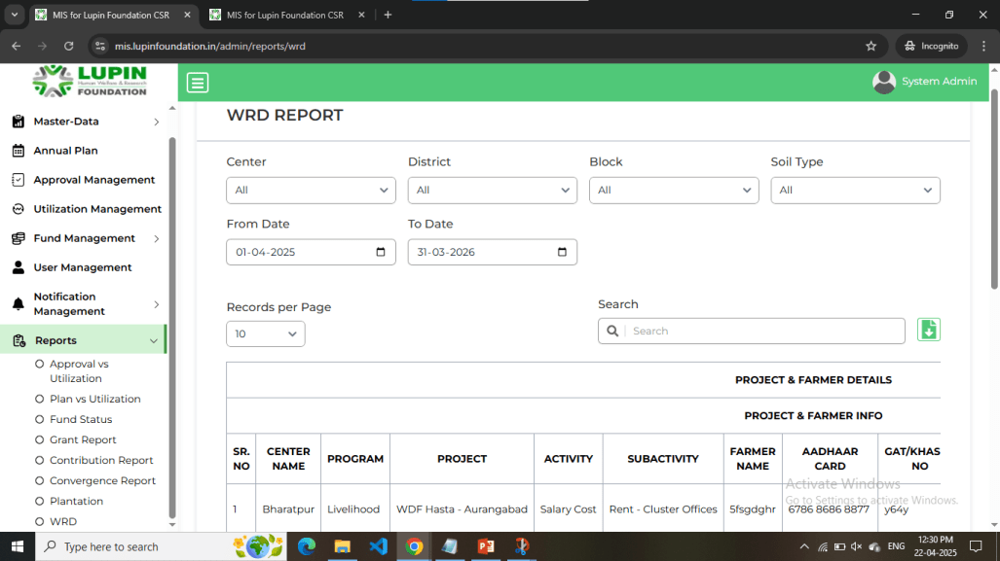 MIS for Lupin Foundation CSR
MIS for Lupin Foundation CSR
mis.lupinfoundation.in/admin/reports/wrd
Incognito
LUPIN
Human Welfare & Research
FOUNDATION
System Admin
Master-Data
Annual Plan
Approval Management
Utilization Management
Fund Management
User Management
Notification
Management
Reports
Approval vs
Utilization
Plan vs Utilization
Fund Status
Grant Report
Contribution Report
Convergence Report
Plantation
WRD
WRD REPORT
Center District Block Soil Type
All All All All
From Date To Date
01-04-2025 31-03-2026
Records per Page Search
10 Search
PROJECT & FARMER DETAILS
PROJECT & FARMER INFO
SR. NO CENTER NAME PROGRAM PROJECT ACTIVITY SUBACTIVITY FARMER NAME AADHAAR CARD GAT/KHAS NO
1 Bharatpur Livelihood WDF Hasta - Aurangabad Salary Cost Rent - Cluster Offices 5fsgdghr 6786 8686 8877 y64y
Activate Windows
Go to Settings to activate Windows.
Type here to search
ENG
12:30 PM
22-04-2025